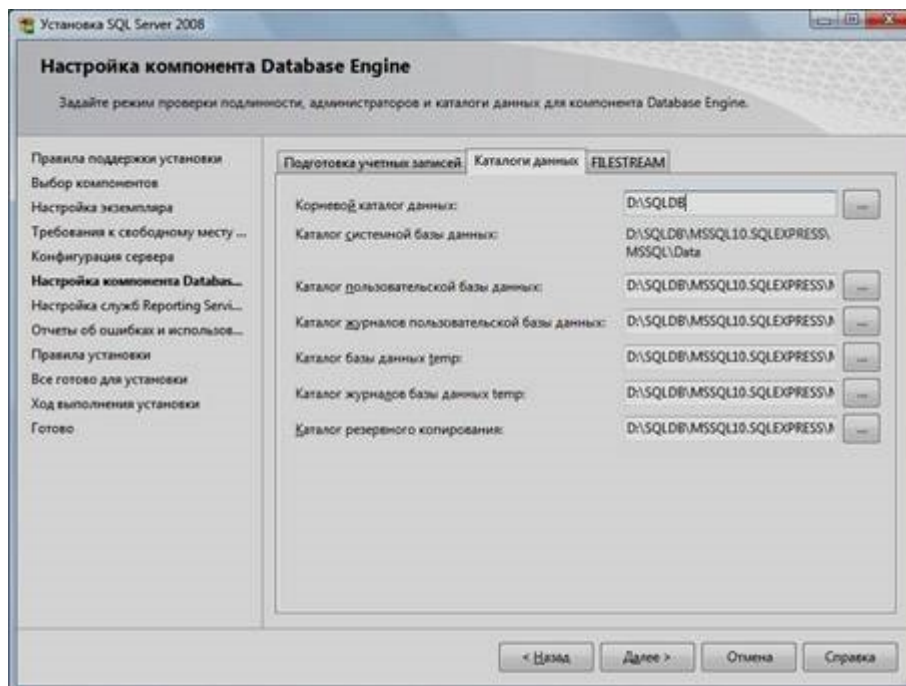 Установка SQL Server 2008
Настройка компонента Database Engine
Задайте режим проверки подлинности, администраторов и каталоги данных для компонента Database Engine.
Правила поддержки установки
Выбор компонентов
Настройка экземпляра
Требования к свободному месту ...
Конфигурация сервера
Настройка компонента Databas...
Настройка служб Reporting Servi...
Отчеты об ошибках и использов...
Правила установки
Все готово для установки
Ход выполнения установки
Готово
Подготовка учетных записей Каталоги данных FILESTREAM
Корневой каталог данных: D:\SQLDB ...
Каталог системной базы данных: D:\SQLDB\MSSQL10.SQLEXPRESS\
MSSQL\Data
Каталог пользовательской базы данных: D:\SQLDB\MSSQL10.SQLEXPRESS\M ...
Каталог журналов пользовательской базы данных: D:\SQLDB\MSSQL10.SQLEXPRESS\M ...
Каталог базы данных temp: D:\SQLDB\MSSQL10.SQLEXPRESS\M ...
Каталог журналов базы данных temp: D:\SQLDB\MSSQL10.SQLEXPRESS\M ...
Каталог резервного копирования: D:\SQLDB\MSSQL10.SQLEXPRESS\M ...
< Назад Далее > Отмена Справка